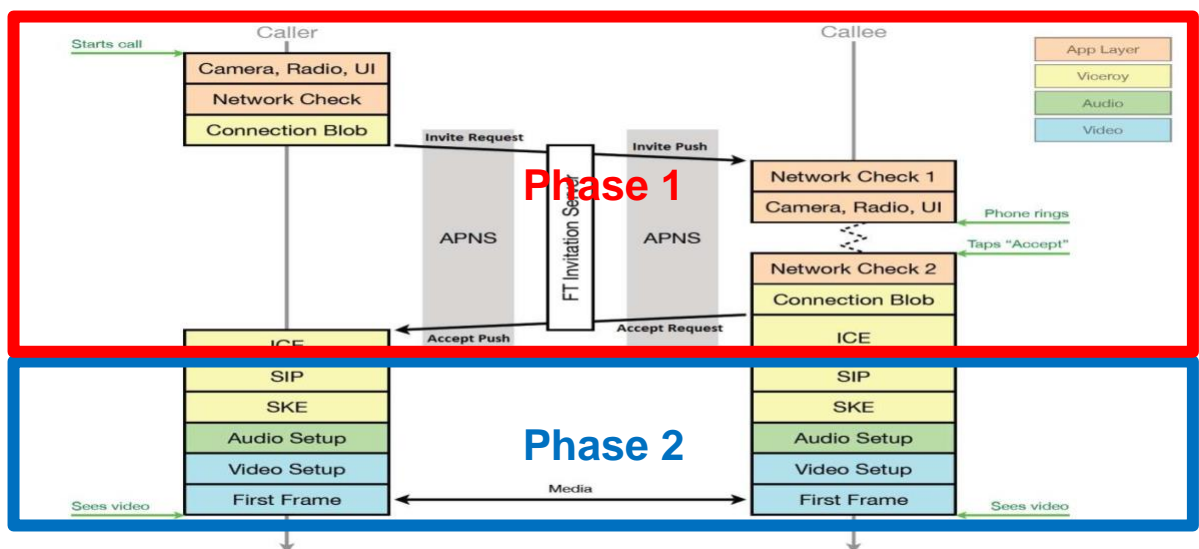 Caller
Callee
Starts call
App Layer
Viceroy
Audio
Video
Camera, Radio, UI
Network Check
Connection Blob
Invite Request
Invite Push
Phase 1
Network Check 1
Camera, Radio, UI
Phone rings
APNS
FT Invitation Server
APNS
Taps "Accept"
Network Check 2
Connection Blob
Accept Push
Accept Request
ICE
ICE
SIP
SIP
SKE
SKE
Phase 2
Audio Setup
Audio Setup
Video Setup
Video Setup
First Frame
Media
First Frame
Sees video
Sees video